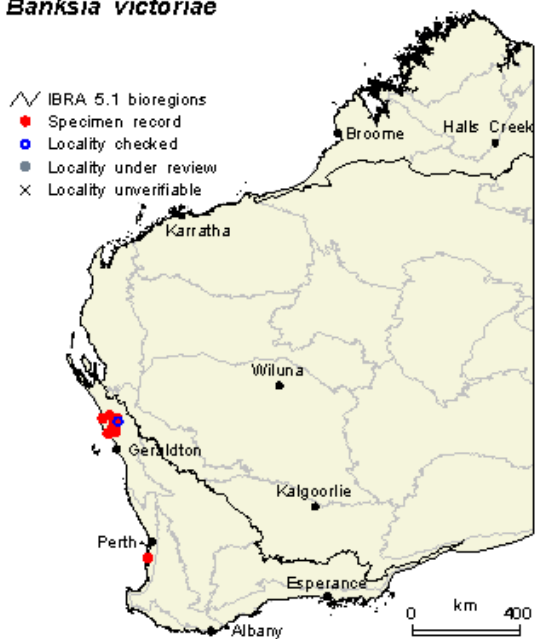 Banksia victoriae
IBRA 5.1 bioregions
Specimen record
Locality checked
Locality under review
Locality unverifiable
Broome
Halls Creek
Karratha
Wiluna
Geraldton
Kalgoorlie
Perth
Esperance
Albany
0 km 400